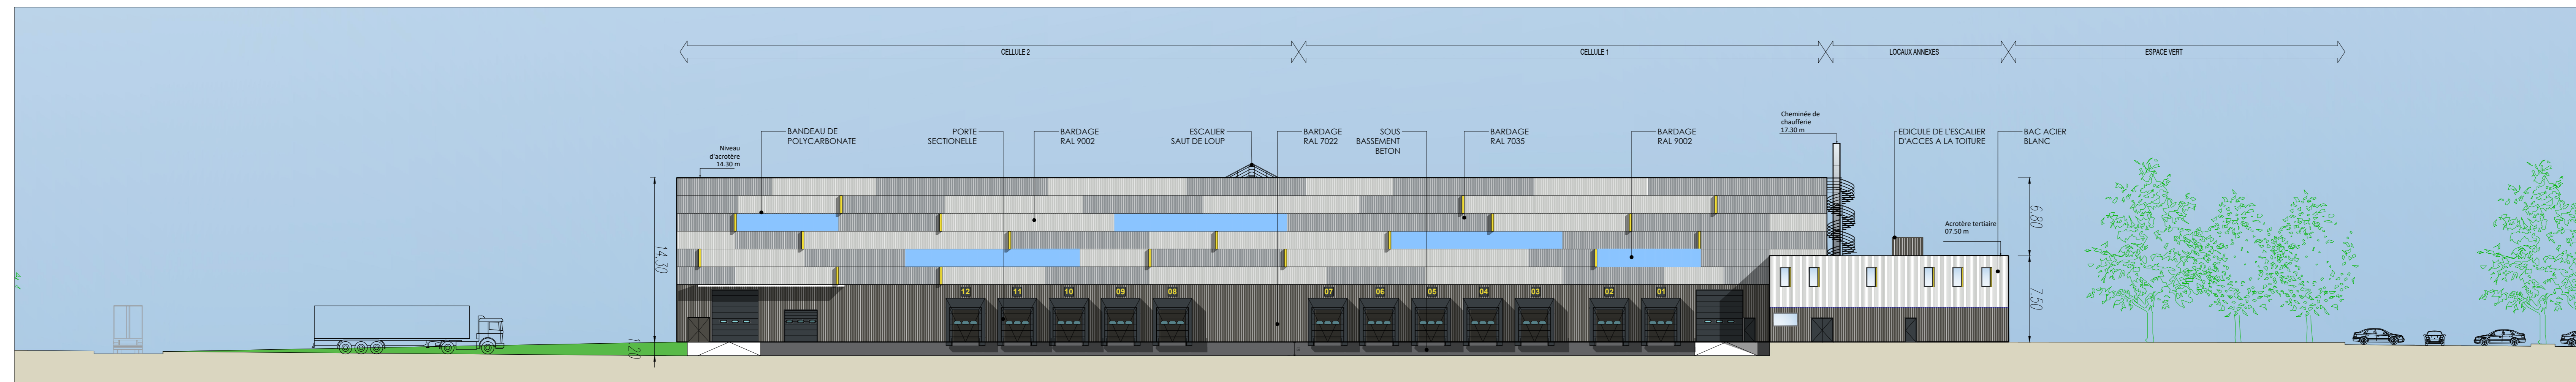 CELLULE 2
CELLULE 1
LOCAUX ANNEXES
ESPACE VERT
Cheminée de
chaufferie
17.30 m
BANDEAU DE
POLYCARBONATE
PORTE
SECTIONELLE
BARDAGE
RAL 9002
ESCALIER
SAUT DE LOUP
BARDAGE
RAL 7022
SOUS
BASSEMENT
BETON
BARDAGE
RAL 7035
BARDAGE
RAL 9002
EDICULE DE L'ESCALIER
D'ACCES A LA TOITURE
BAC ACIER
BLANC
Niveau
d'acrotère
14.30 m
Acrotère tertiaire
07.50 m
14.30
1.20
6.80
7.50
12
11
10
09
08
07
06
05
04
03
02
01